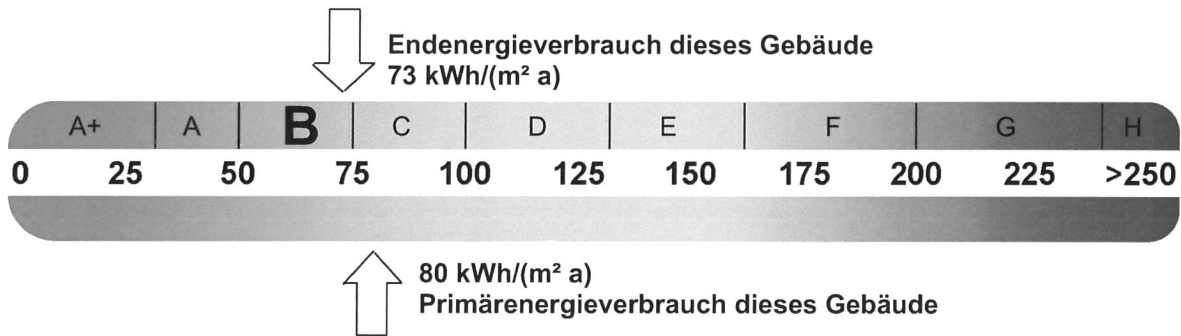 Endenergieverbrauch dieses Gebäude
73 kWh/(m² a)
A+ A B C D E F G H
0 25 50 75 100 125 150 175 200 225 >250
80 kWh/(m² a)
Primärenergieverbrauch dieses Gebäude